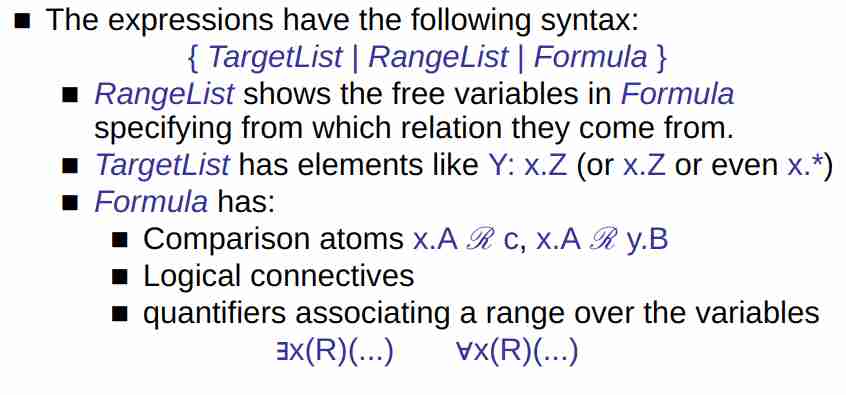 ■ The expressions have the following syntax:
{ TargetList | RangeList | Formula }
■ RangeList shows the free variables in Formula
specifying from which relation they come from.
■ TargetList has elements like Y: x.Z (or x.Z or even x.*)
■ Formula has:
■ Comparison atoms x.A ℛ c, x.A ℛ y.B
■ Logical connectives
■ quantifiers associating a range over the variables
∃x(R)(...) ∀x(R)(...)